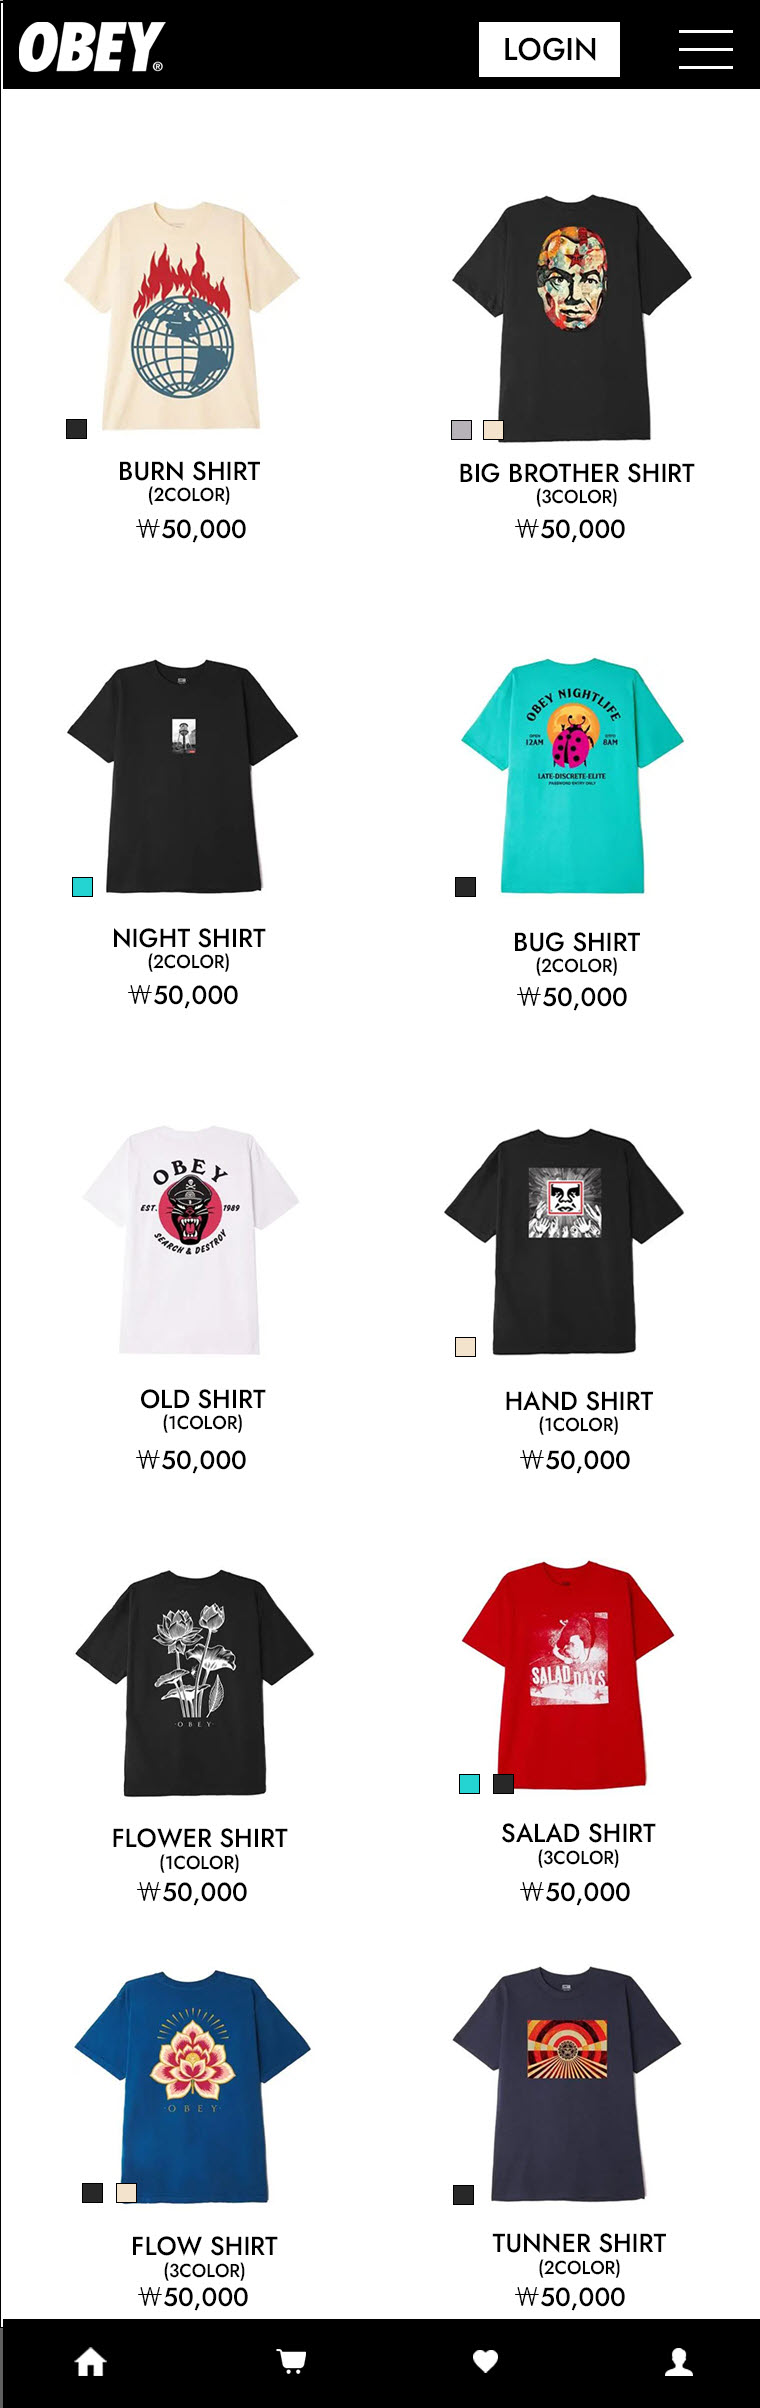 OBEY®
LOGIN
BURN SHIRT
(2COLOR)
₩50,000
BIG BROTHER SHIRT
(3COLOR)
₩50,000
OBEY NIGHTLIFE
OPEN
12AM
UNTO
8AM
LATE-DISCRETE-ELITE
PASSWORD ENTRY ONLY
NIGHT SHIRT
(2COLOR)
₩50,000
BUG SHIRT
(2COLOR)
₩50,000
OBEY
EST.
1989
SEARCH & DESTROY
OLD SHIRT
(1COLOR)
₩50,000
HAND SHIRT
(1COLOR)
₩50,000
·OBEY·
SALAD DAYS
FLOWER SHIRT
(1COLOR)
₩50,000
SALAD SHIRT
(3COLOR)
₩50,000
·OBEY·
FLOW SHIRT
(3COLOR)
₩50,000
TUNNER SHIRT
(2COLOR)
₩50,000